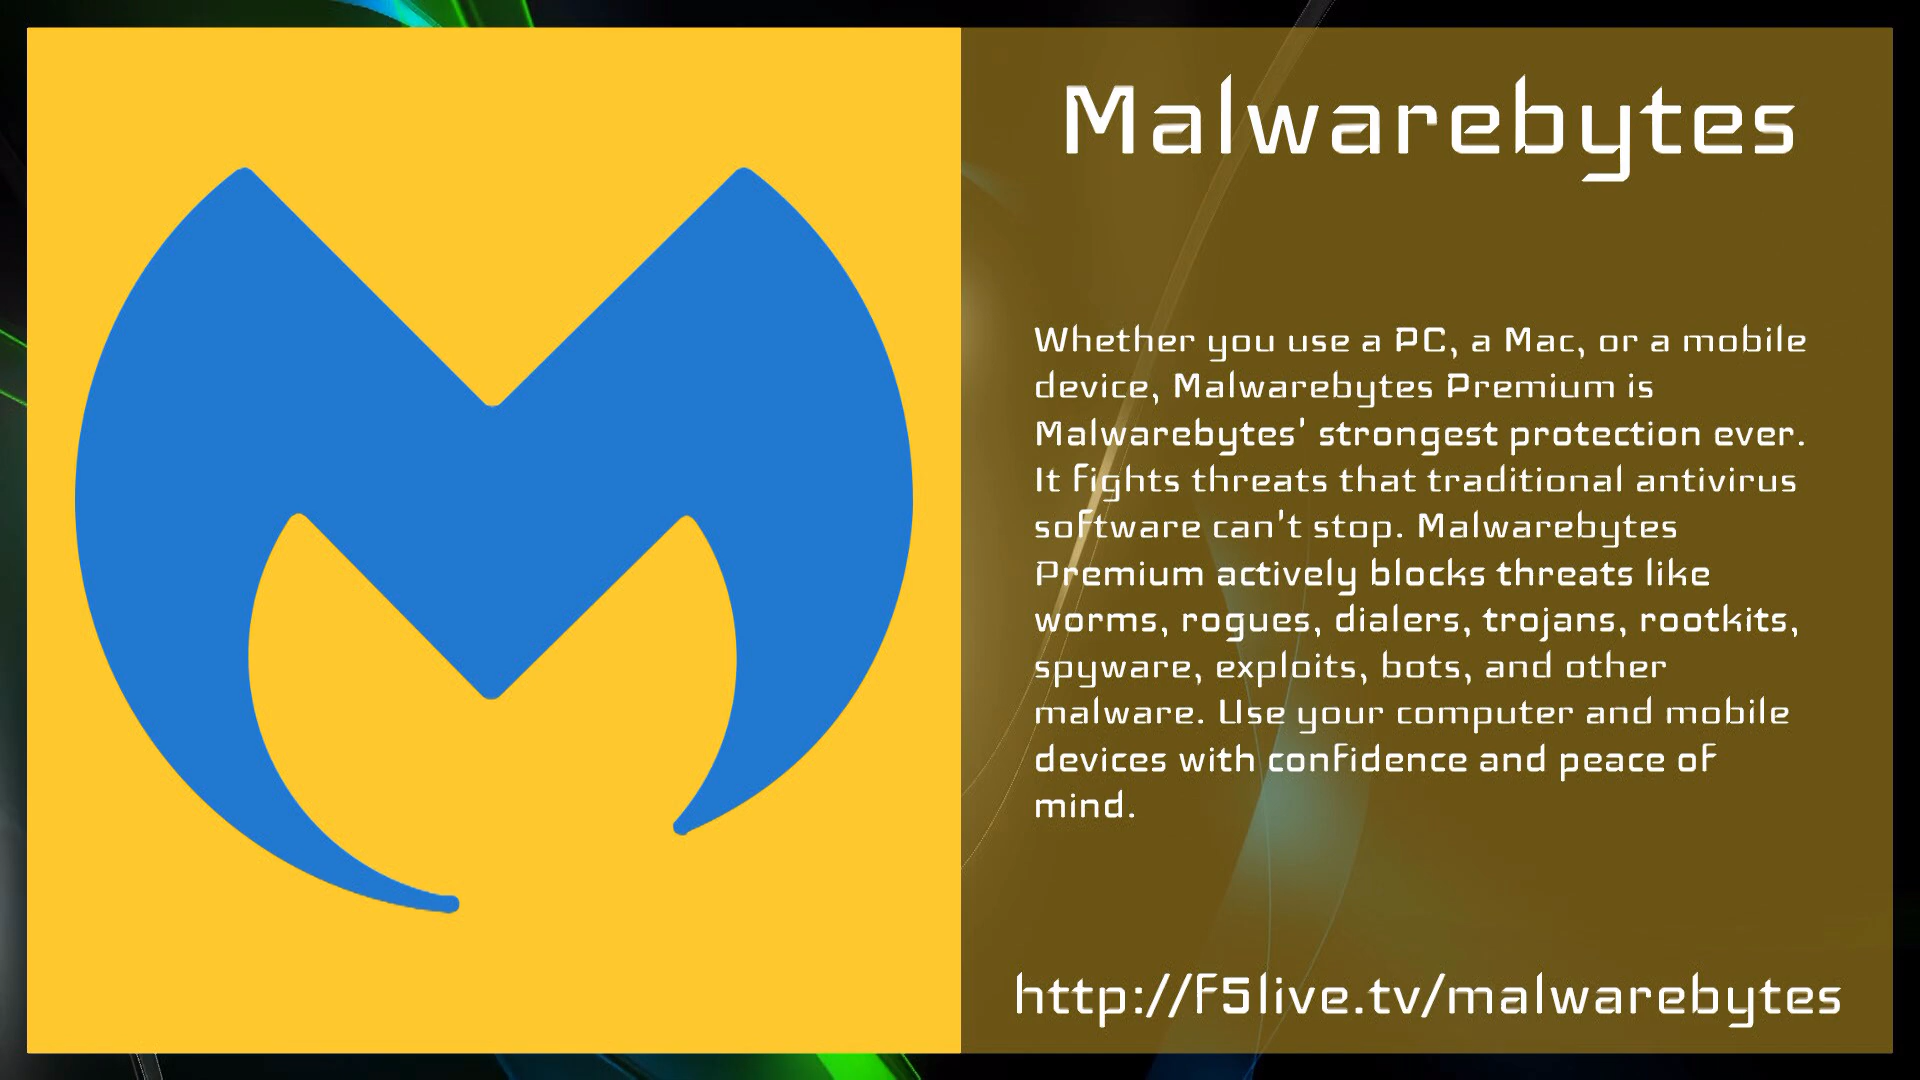 Malwarebytes
Whether you use a PC, a Mac, or a mobile
device, Malwarebytes Premium is
Malwarebytes' strongest protection ever.
It fights threats that traditional antivirus
software can't stop. Malwarebytes
Premium actively blocks threats like
worms, rogues, dialers, trojans, rootkits,
spyware, exploits, bots, and other
malware. Use your computer and mobile
devices with confidence and peace of
mind.
http://F5live.tv/malwarebytes